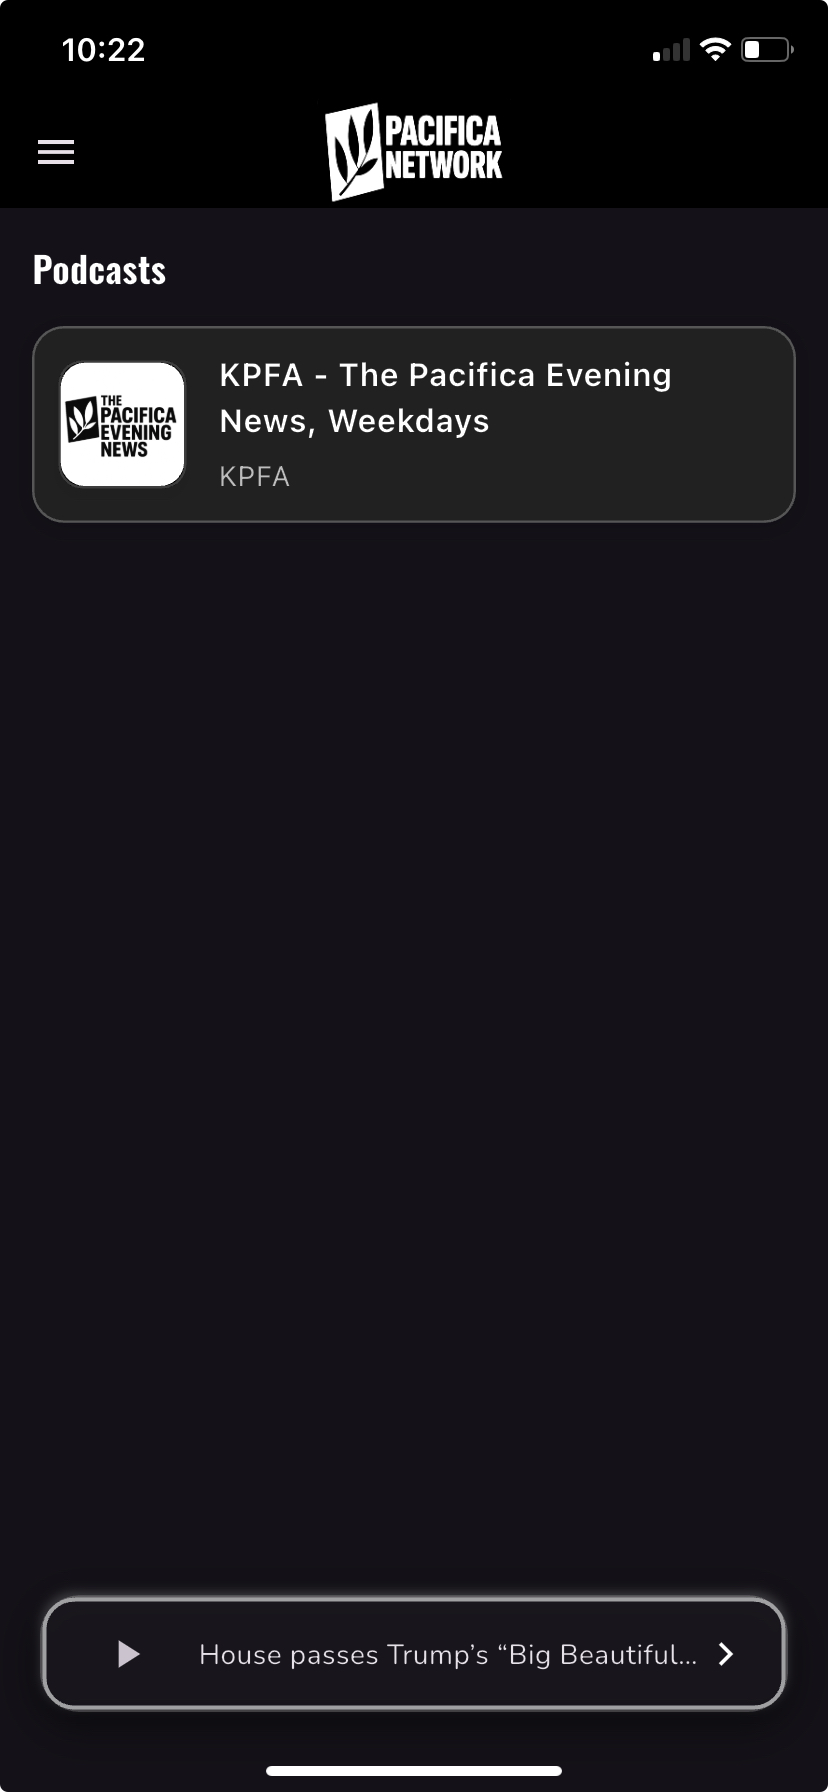 10:22
PACIFICA
NETWORK
Podcasts
THE
PACIFICA
EVENING
NEWS
KPFA - The Pacifica Evening
News, Weekdays
KPFA
House passes Trump’s “Big Beautiful...